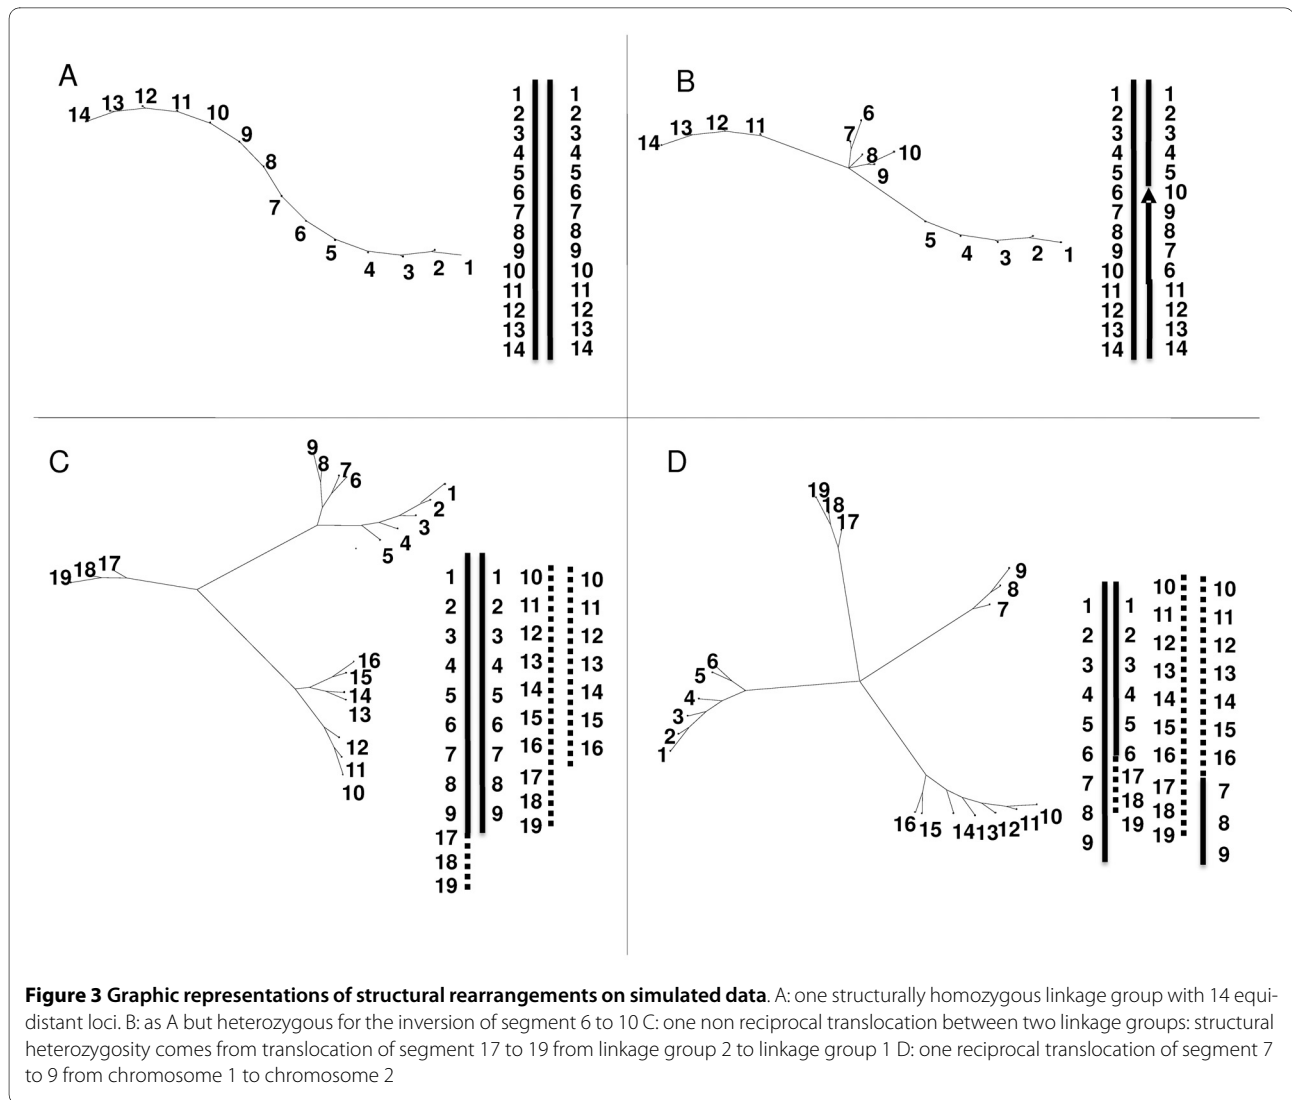 A
14 13 12 11 10 9 8 7 6 5 4 3 2 1
1 1
2 2
3 3
4 4
5 5
6 6
7 7
8 8
9 9
10 10
11 11
12 12
13 13
14 14
B
14 13 12 11 6 7 8 10 9 5 4 3 2 1
1 1
2 2
3 3
4 4
5 5
6 10
7 9
8 8
9 7
10 6
11 11
12 12
13 13
14 14
C
9 8 7 6 1 2 3 4 5
19 18 17
16 15 14 13 12 11 10
1 1 10 10
2 2 11 11
3 3 12 12
4 4 13 13
5 5 14 14
6 6 15 15
7 7 16 16
8 8 17
9 9 18
17 19
18
19
D
19 18 17
9 8 7
6 5 4 3 2 1
16 15 14 13 12 11 10
1 1 10 10
2 2 11 11
3 3 12 12
4 4 13 13
5 5 14 14
6 6 15 15
7 17 16 16
8 18 17 7
9 19 18 8
19 9
Figure 3 Graphic representations of structural rearrangements on simulated data. A: one structurally homozygous linkage group with 14 equi-
distant loci. B: as A but heterozygous for the inversion of segment 6 to 10 C: one non reciprocal translocation between two linkage groups: structural
heterozygosity comes from translocation of segment 17 to 19 from linkage group 2 to linkage group 1 D: one reciprocal translocation of segment 7
to 9 from chromosome 1 to chromosome 2